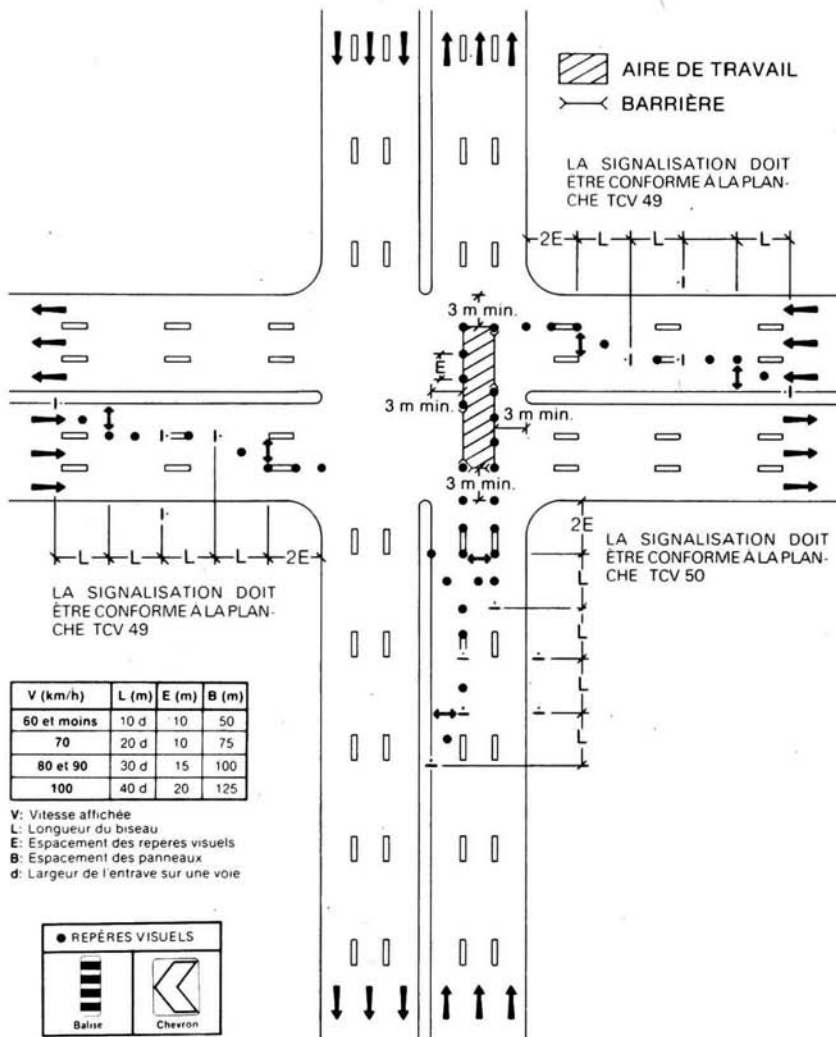 AIRE DE TRAVAIL
BARRIÈRE
LA SIGNALISATION DOIT
ETRE CONFORME À LA PLAN-
CHE TCV 49
2E L L L
3 m min.
E
3 m min.
3 m min.
3 m min.
2E
L
L
L
L
LA SIGNALISATION DOIT
ÊTRE CONFORME À LA PLAN-
CHE TCV 50
L L L L 2E
LA SIGNALISATION DOIT
ÊTRE CONFORME À LA PLAN-
CHE TCV 49
V (km/h) L (m) E (m) B (m)
60 et moins 10 d 10 50
70 20 d 10 75
80 et 90 30 d 15 100
100 40 d 20 125
V: Vitesse affichée
L: Longueur du biseau
E: Espacement des reperes visuels
B: Espacement des panneaux
d: Largeur de l'entrave sur une voie
● REPÈRES VISUELS
Balise Chevron